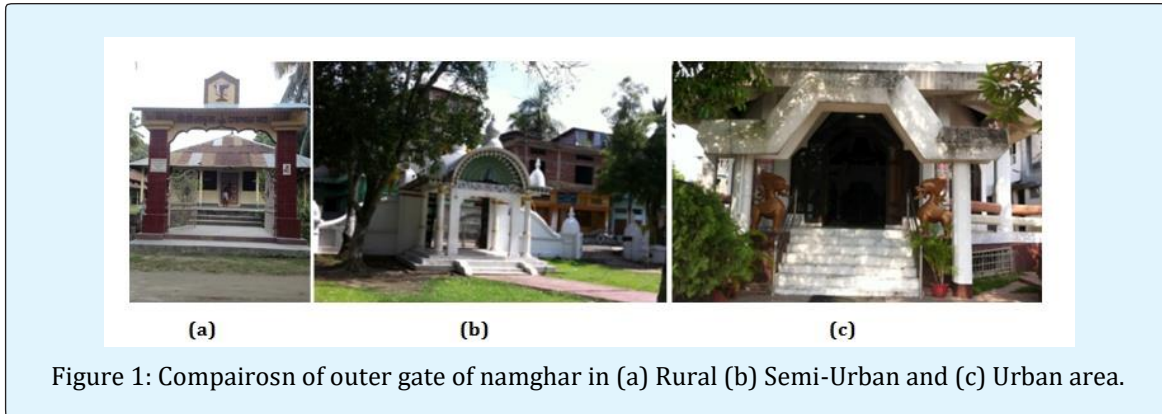 (a)
(b)
(c)
Figure 1: Compairosn of outer gate of namghar in (a) Rural (b) Semi-Urban and (c) Urban area.